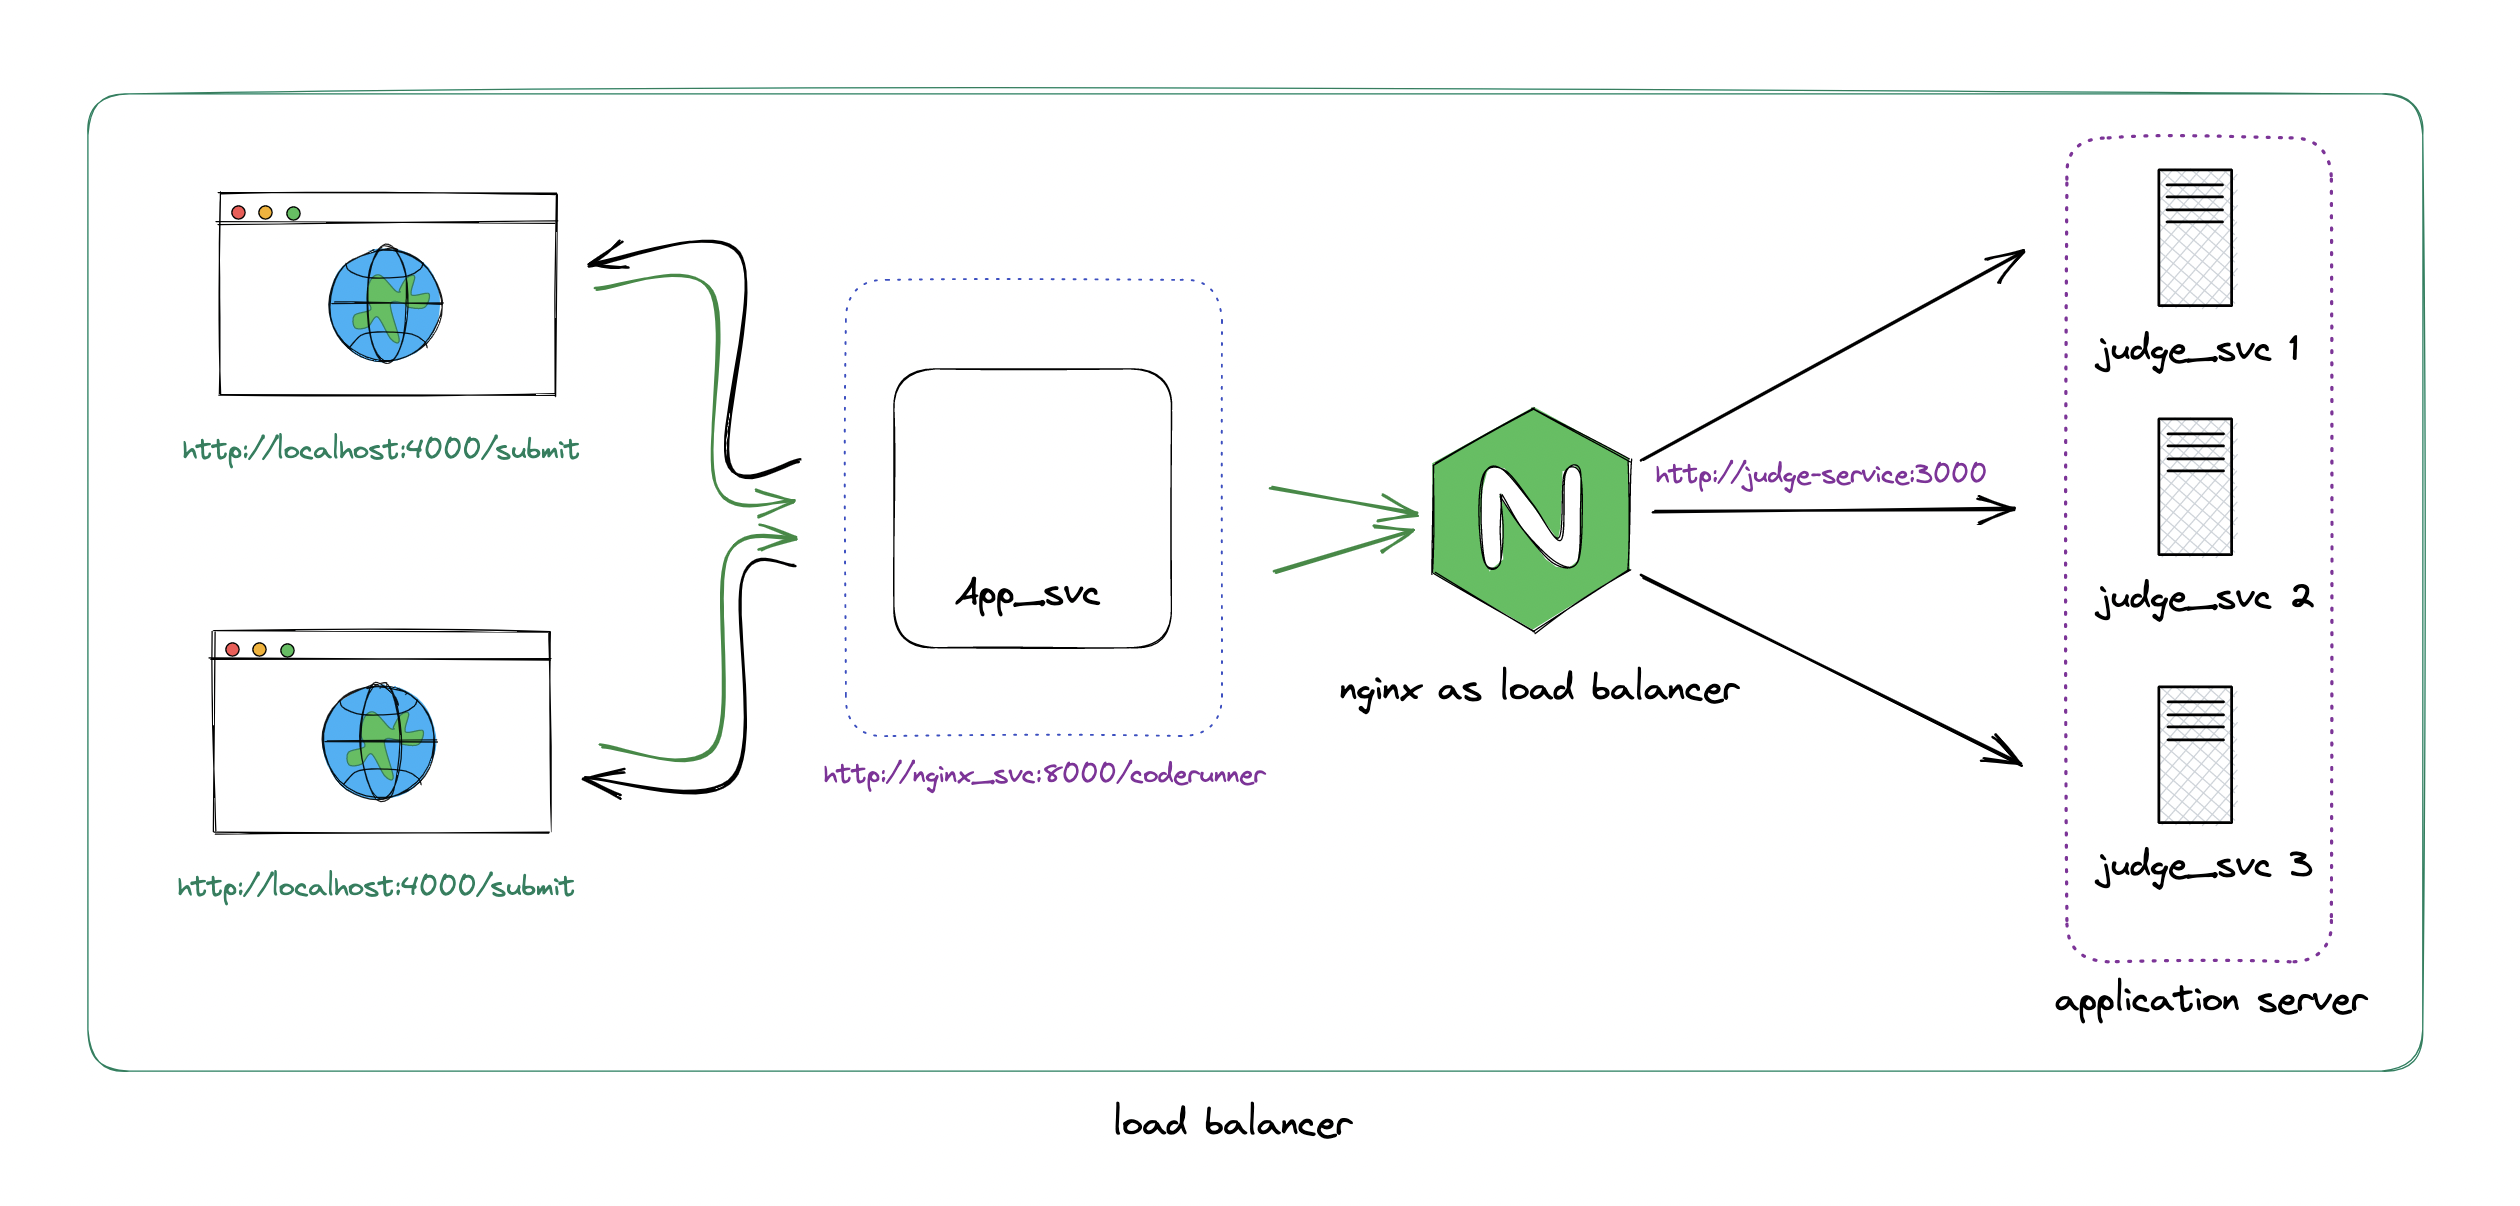 http://localhost:4000/submit
App_svc
http://nginx_svc:8000/coderunner
http://localhost:4000/submit
N
nginx as load balancer
http://judge-service:3000
judge_svc 1
judge_svc 2
judge_svc 3
application server
load balancer